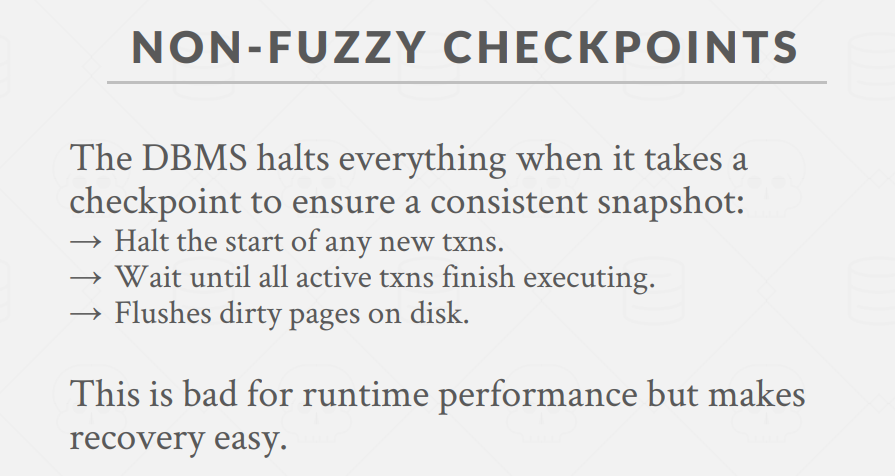 NON-FUZZY CHECKPOINTS
The DBMS halts everything when it takes a
checkpoint to ensure a consistent snapshot:
→ Halt the start of any new txns.
→ Wait until all active txns finish executing.
→ Flushes dirty pages on disk.
This is bad for runtime performance but makes
recovery easy.